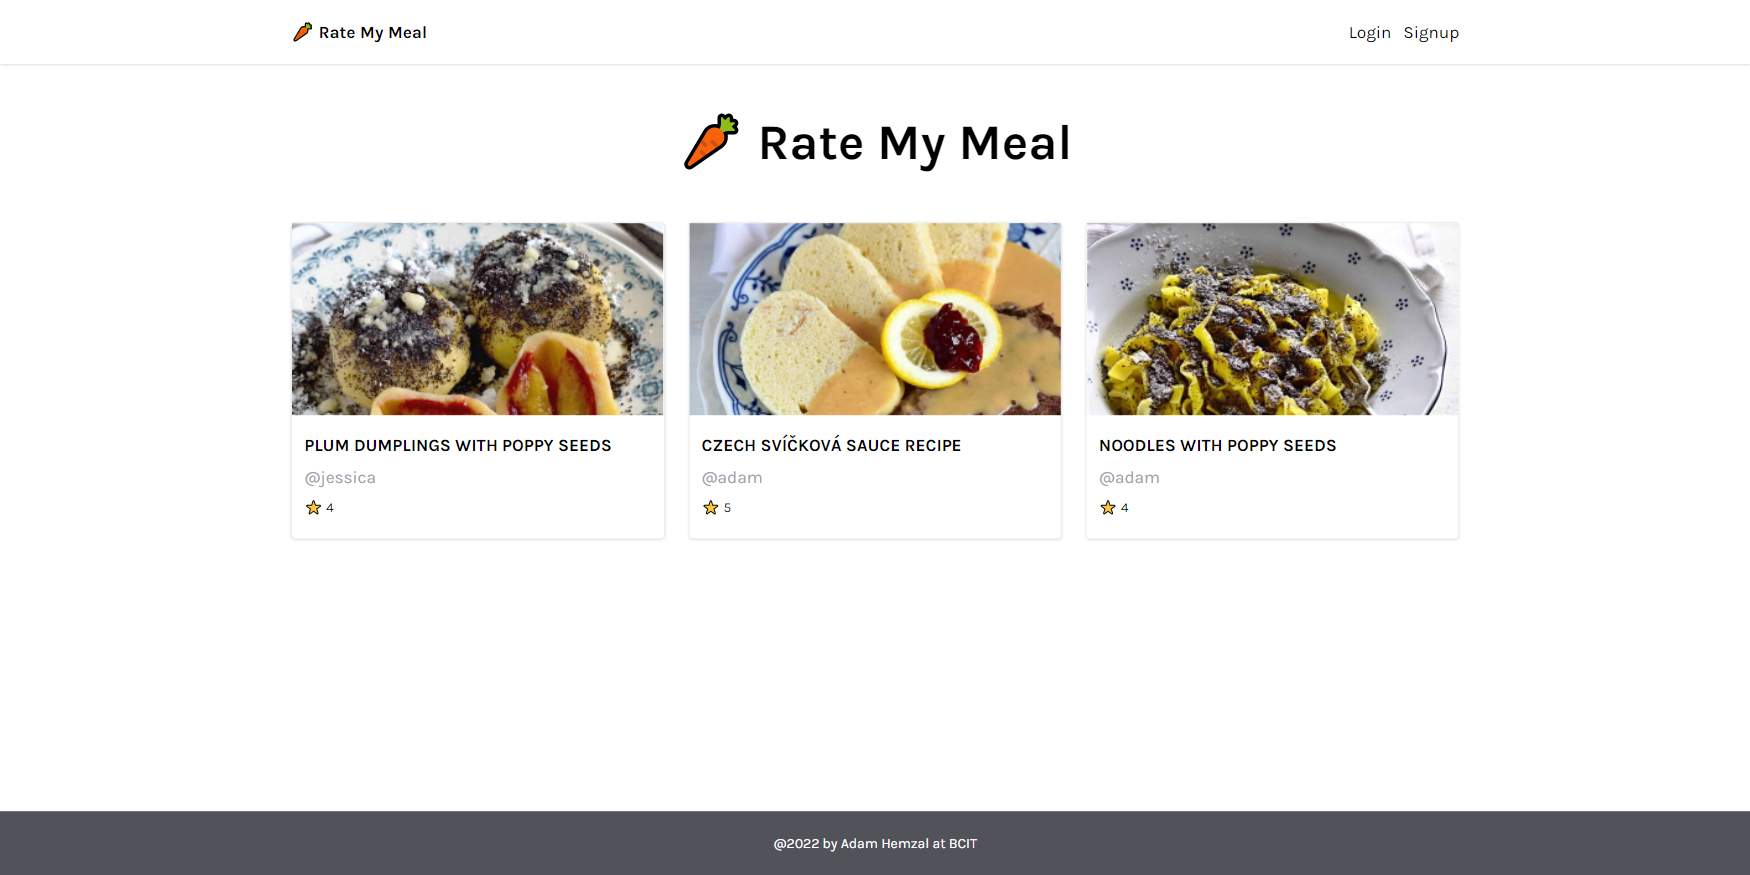 Rate My Meal
Login Signup
Rate My Meal
PLUM DUMPLINGS WITH POPPY SEEDS
@jessica
4
CZECH SVÍČKOVÁ SAUCE RECIPE
@adam
5
NOODLES WITH POPPY SEEDS
@adam
4
@2022 by Adam Hemzal at BCIT